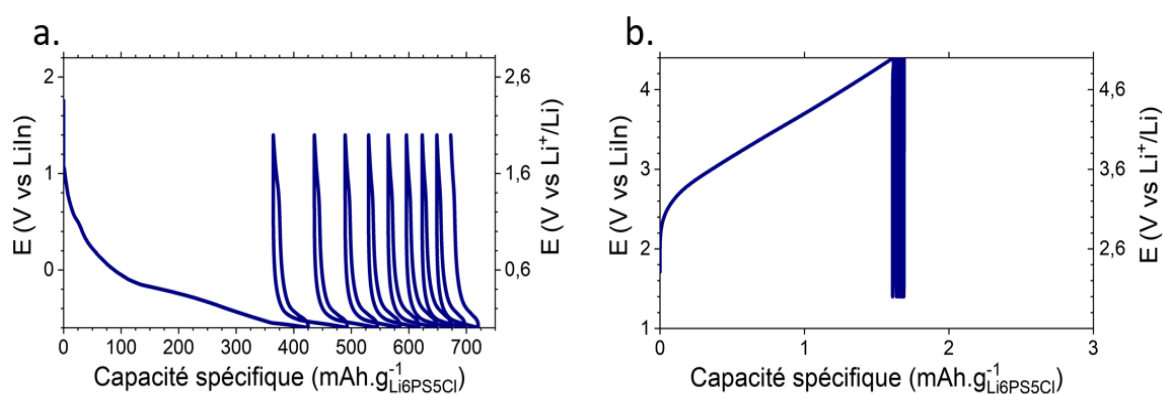 a.
E (V vs LiIn)
2
1
0
2,6
1,6
0,6
E (V vs Li⁺/Li)
0 100 200 300 400 500 600 700
Capacité spécifique (mAh.g⁻¹Li6PS5Cl)
b.
E (V vs LiIn)
4
3
2
1
4,6
3,6
2,6
E (V vs Li⁺/Li)
0 1 2 3
Capacité spécifique (mAh.g⁻¹Li6PS5Cl)